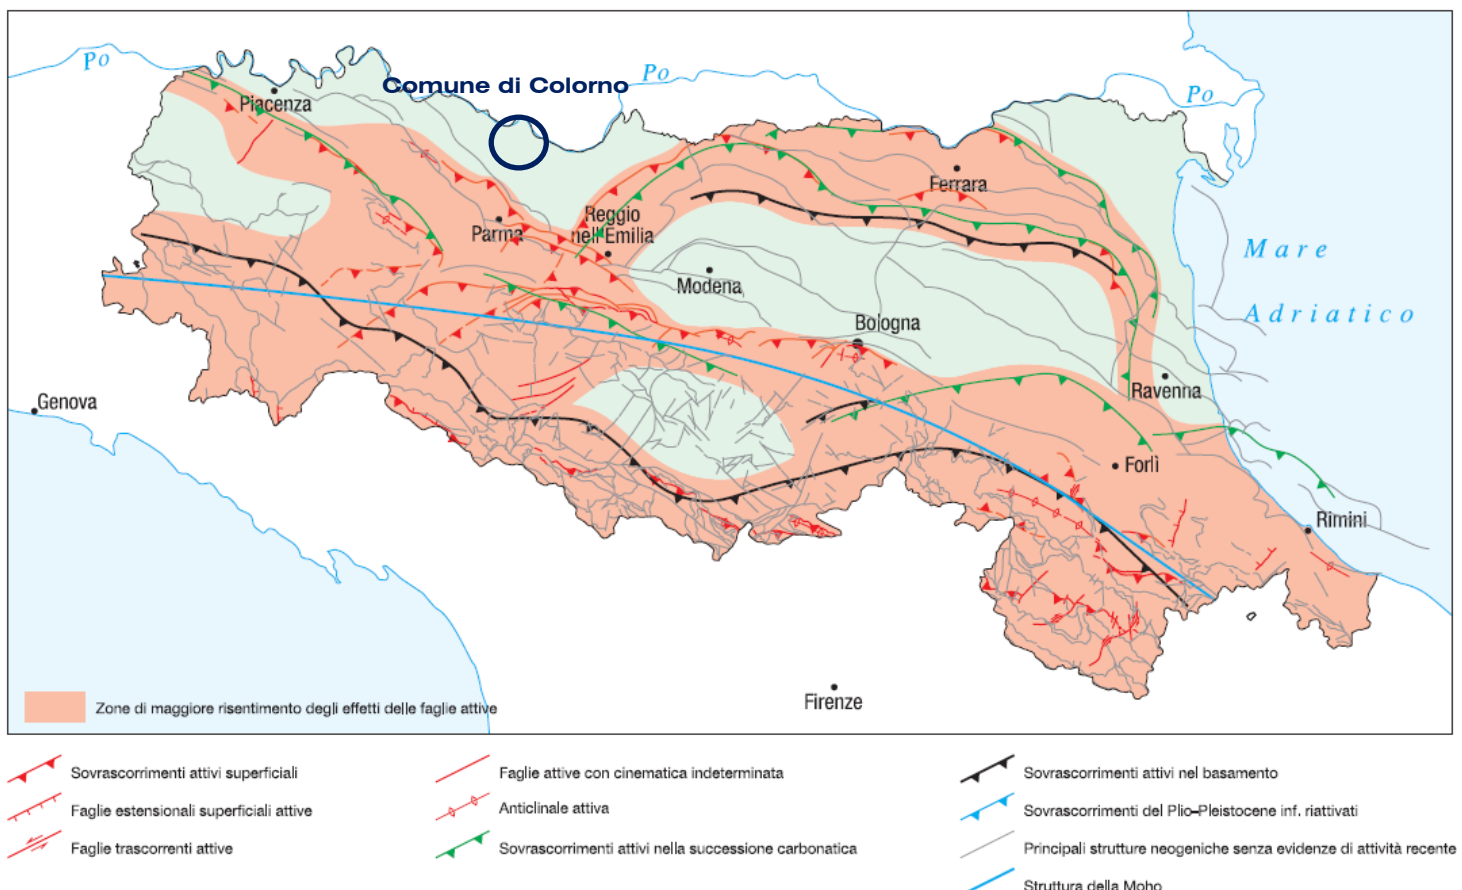 Po
Comune di Colorno
Po
Po
Piacenza
Ferrara
Parma
Reggio
nell'Emilia
Mare
Modena
Adriatico
Bologna
Ravenna
Genova
Forlì
Rimini
Firenze
Zone di maggiore risentimento degli effetti delle faglie attive
Sovrascorrimenti attivi superficiali
Faglie estensionali superficiali attive
Faglie trascorrenti attive
Faglie attive con cinematica indeterminata
Anticlinale attiva
Sovrascorrimenti attivi nella successione carbonatica
Sovrascorrimenti attivi nel basamento
Sovrascorrimenti del Plio-Pleistocene inf. riattivati
Principali strutture neogeniche senza evidenze di attività recente
Struttura della Moho